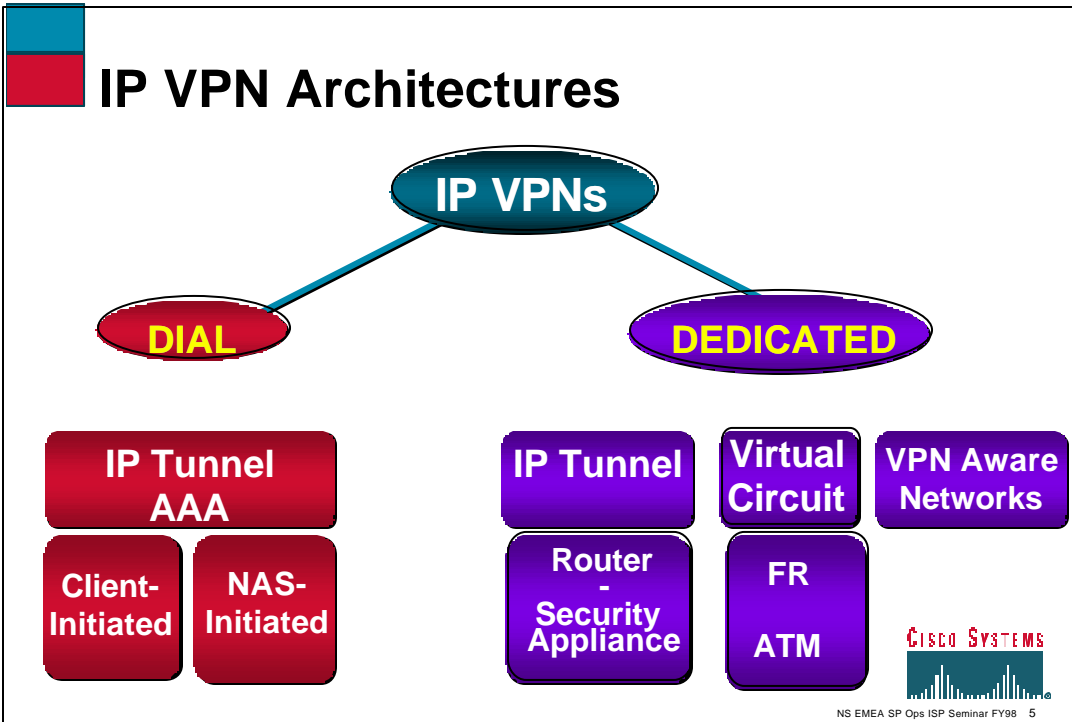 IP VPN Architectures
IP VPNs
DIAL
DEDICATED
IP Tunnel
AAA
Client-
Initiated
NAS-
Initiated
IP Tunnel
Router
-
Security
Appliance
Virtual
Circuit
FR
ATM
VPN Aware
Networks
CISCO SYSTEMS
NS EMEA SP Ops ISP Seminar FY98 5